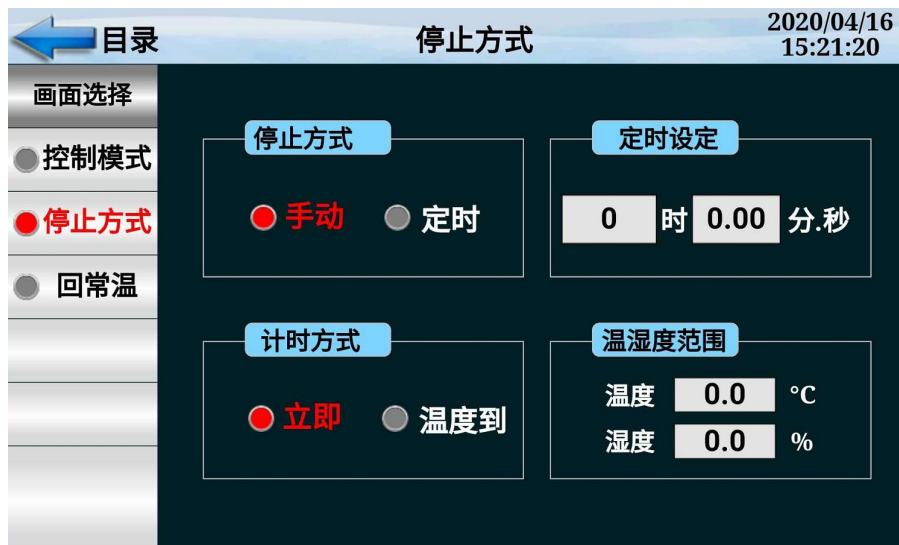 目录
停止方式
2020/04/16
15:21:20
画面选择
控制模式
停止方式
回常温
停止方式
手动 定时
定时设定
0 时 0.00 分.秒
计时方式
立即 温度到
温湿度范围
温度 0.0 °C
湿度 0.0 %